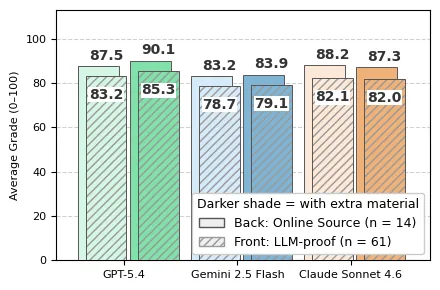 Average Grade (0–100)
100
80
60
40
20
0
87.5
90.1
83.2
85.3
83.2
83.9
78.7
79.1
88.2
87.3
82.1
82.0
Darker shade = with extra material
Back: Online Source (n = 14)
Front: LLM-proof (n = 61)
GPT-5.4
Gemini 2.5 Flash
Claude Sonnet 4.6